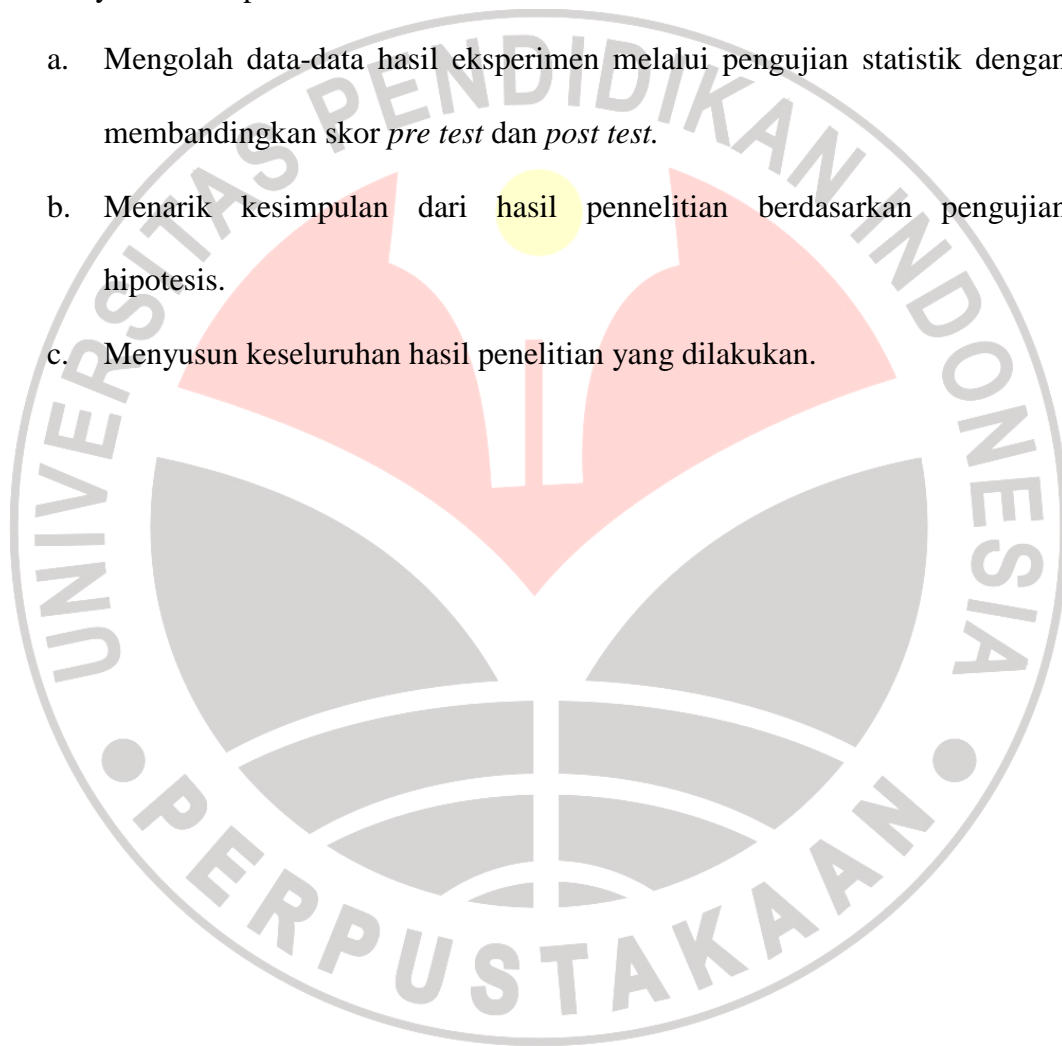 a. Mengolah data-data hasil eksperimen melalui pengujian statistik dengan
membandingkan skor pre test dan post test.
b. Menarik kesimpulan dari hasil pennelitian berdasarkan pengujian
hipotesis.
c. Menyusun keseluruhan hasil penelitian yang dilakukan.
UNIVERSITAS PENDIDIKAN INDONESIA
PERPUSTAKAAN